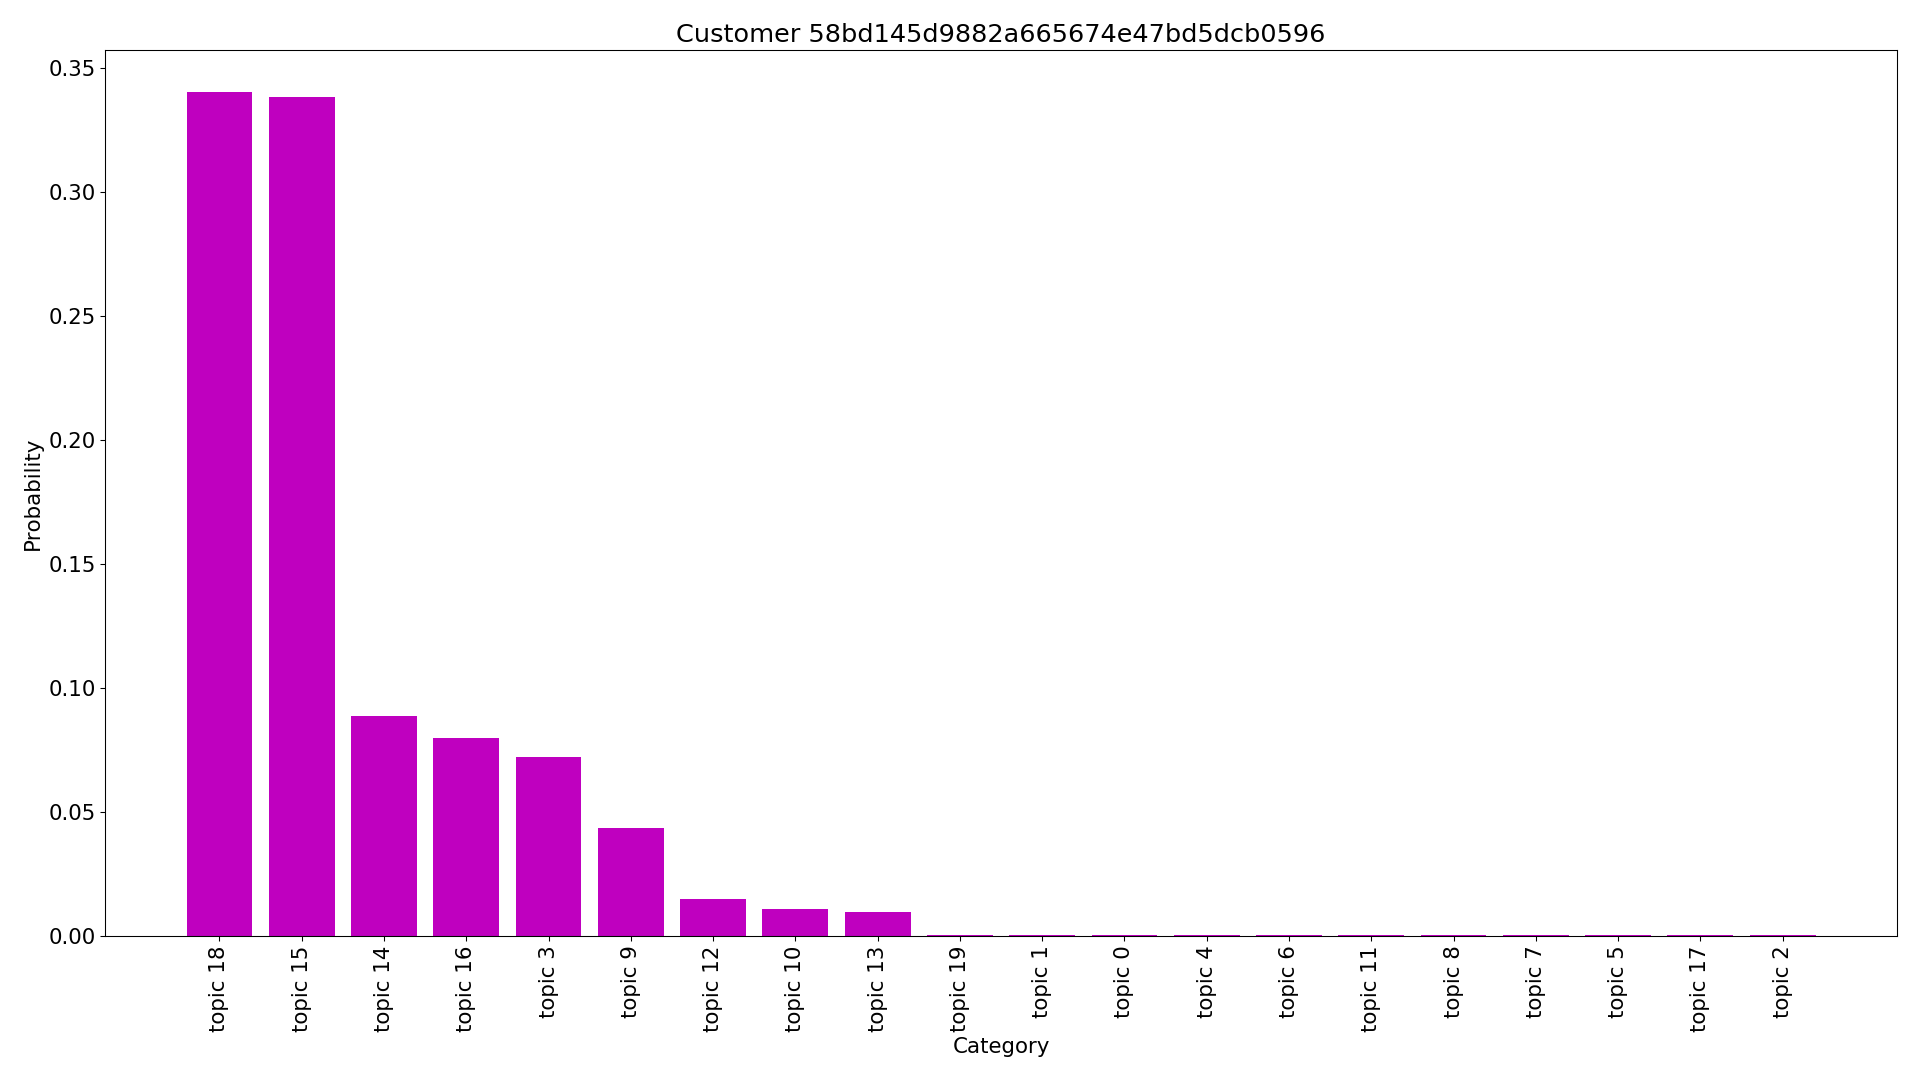 Customer 58bd145d9882a665674e47bd5dcb0596
0.35
0.30
0.25
0.20
0.15
0.10
0.05
0.00
Probability
topic 18
topic 15
topic 14
topic 16
topic 3
topic 9
topic 12
topic 10
topic 13
topic 19
topic 1
topic 0
topic 4
topic 6
topic 11
topic 8
topic 7
topic 5
topic 17
topic 2
Category